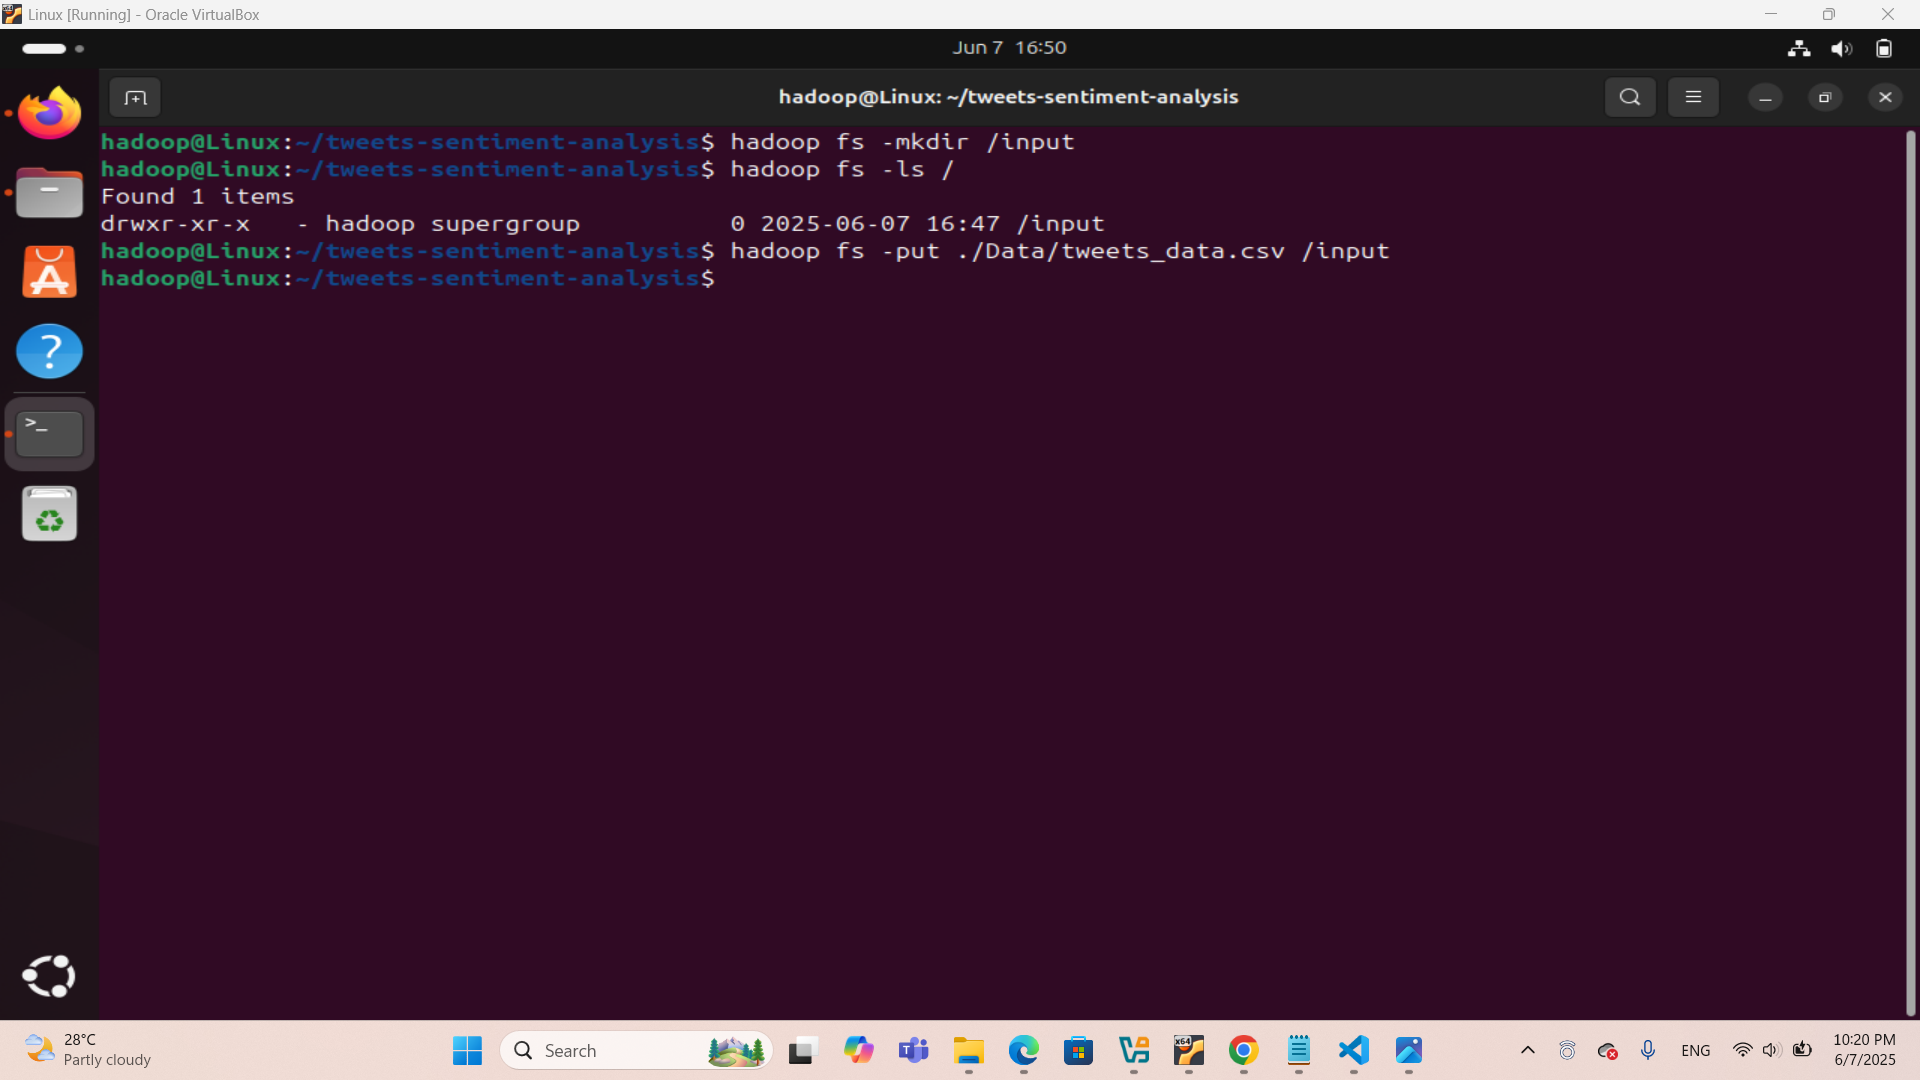 Linux [Running] - Oracle VirtualBox
Jun 7 16:50
hadoop@Linux: ~/tweets-sentiment-analysis
hadoop@Linux:~/tweets-sentiment-analysis$ hadoop fs -mkdir /input
hadoop@Linux:~/tweets-sentiment-analysis$ hadoop fs -ls /
Found 1 items
drwxr-xr-x   - hadoop supergroup          0 2025-06-07 16:47 /input
hadoop@Linux:~/tweets-sentiment-analysis$ hadoop fs -put ./Data/tweets_data.csv /input
hadoop@Linux:~/tweets-sentiment-analysis$
28°C
Partly cloudy
Search
ENG
10:20 PM
6/7/2025